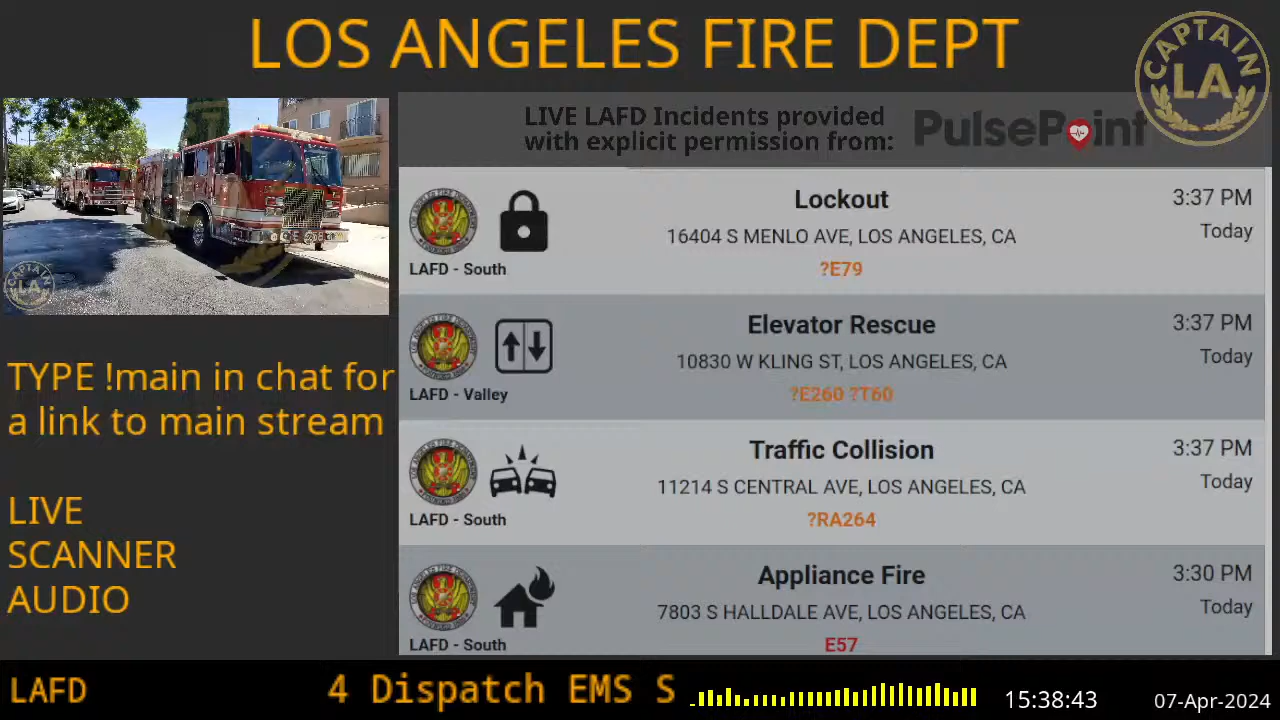 LOS ANGELES FIRE DEPT
CAPTAIN
LA
LIVE LAFD Incidents provided
with explicit permission from:
PulsePoint
CAPTAIN
LA
Lockout
3:37 PM
16404 S MENLO AVE, LOS ANGELES, CA
Today
LAFD - South
?E79
Elevator Rescue
3:37 PM
10830 W KLING ST, LOS ANGELES, CA
Today
LAFD - Valley
?E260 ?T60
TYPE !main in chat for
a link to main stream
Traffic Collision
3:37 PM
11214 S CENTRAL AVE, LOS ANGELES, CA
Today
LAFD - South
?RA264
LIVE
SCANNER
AUDIO
Appliance Fire
3:30 PM
7803 S HALLDALE AVE, LOS ANGELES, CA
Today
LAFD - South
E57
LAFD
4 Dispatch EMS S
15:38:43
07-Apr-2024